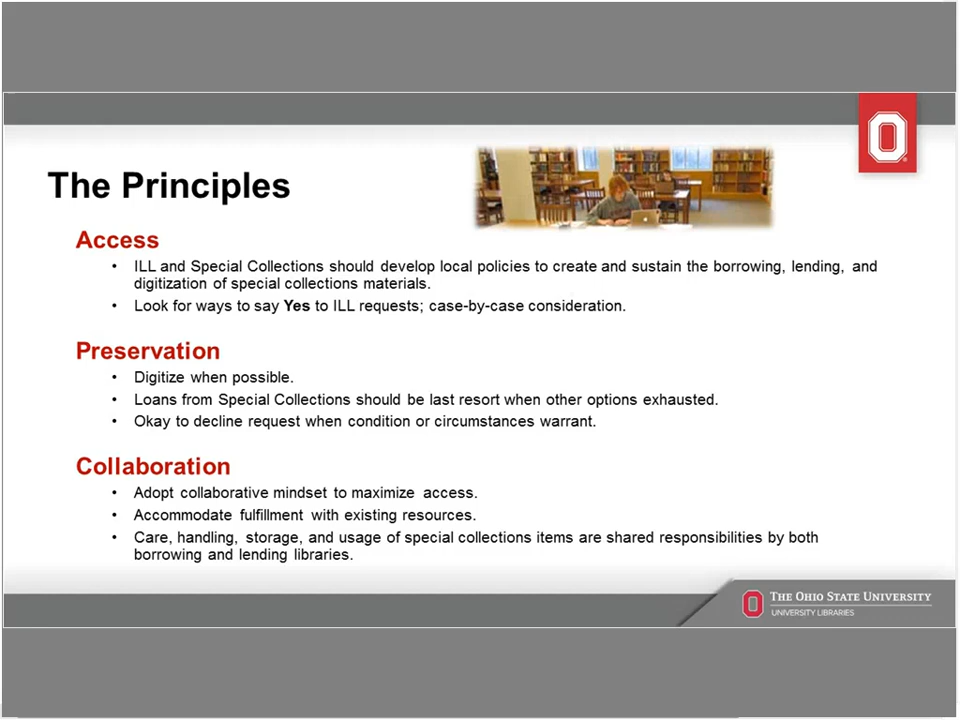 The Principles
Access
• ILL and Special Collections should develop local policies to create and sustain the borrowing, lending, and
digitization of special collections materials.
• Look for ways to say Yes to ILL requests; case-by-case consideration.
Preservation
• Digitize when possible.
• Loans from Special Collections should be last resort when other options exhausted.
• Okay to decline request when condition or circumstances warrant.
Collaboration
• Adopt collaborative mindset to maximize access.
• Accommodate fulfillment with existing resources.
• Care, handling, storage, and usage of special collections items are shared responsibilities by both
borrowing and lending libraries.
THE OHIO STATE UNIVERSITY
UNIVERSITY LIBRARIES